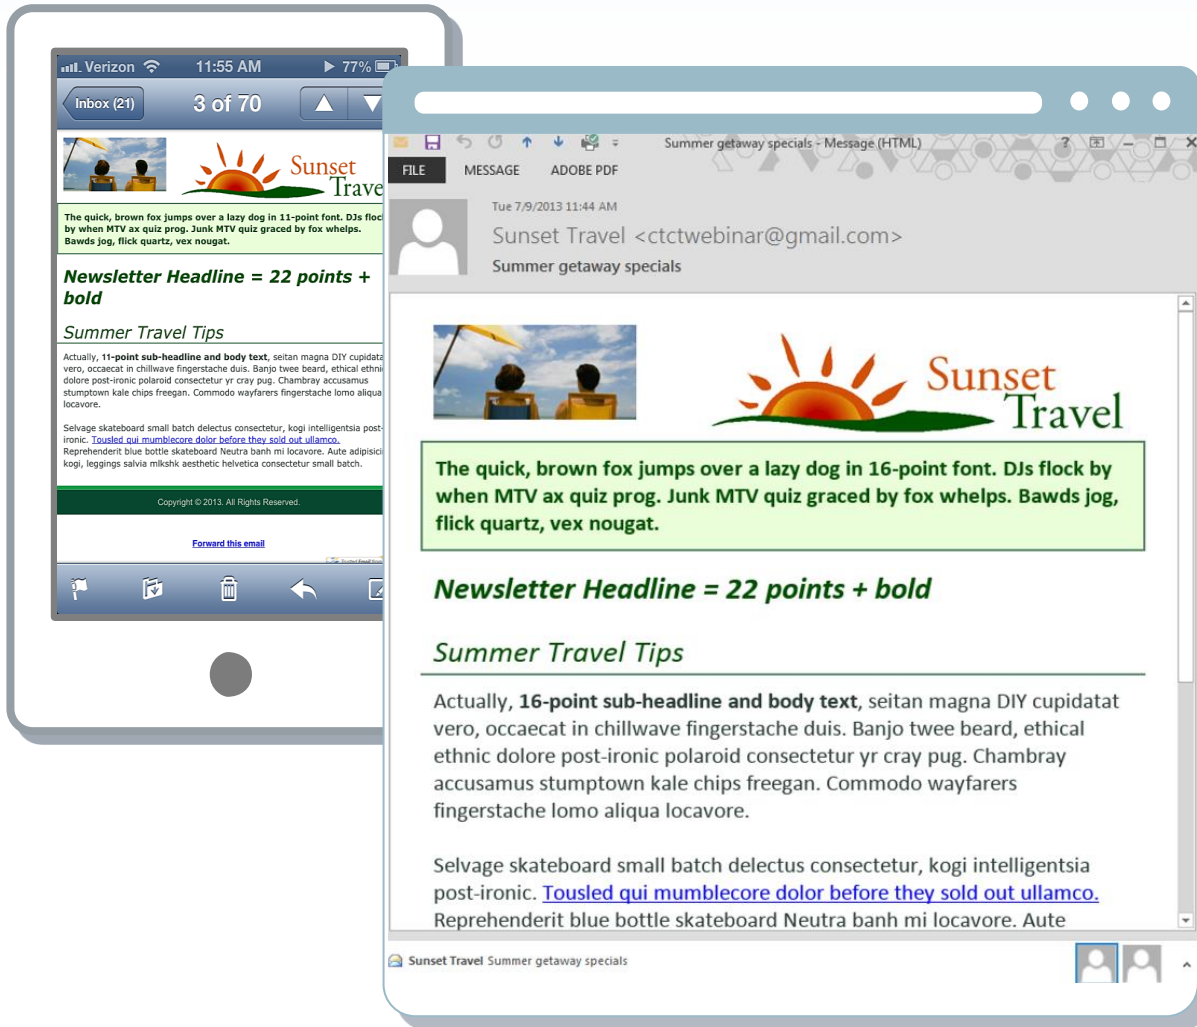 Verizon 11:55 AM 77%
Inbox (21) 3 of 70
Sunset
Trave
The quick, brown fox jumps over a lazy dog in 11-point font. DJs floc
by when MTV ax quiz prog. Junk MTV quiz graced by fox whelps.
Bawds jog, flick quartz, vex nougat.
Newsletter Headline = 22 points +
bold
Summer Travel Tips
Actually, 11-point sub-headline and body text, seitan magna DIY cupidata
vero, occaecat in chillwave fingerstache duis. Banjo twee beard, ethical ethni
dolore post-ironic polaroid consectetur yr cray pug. Chambray accusamus
stumptown kale chips freegan. Commodo wayfarers fingerstache lomo aliqua
locavore.
Selvage skateboard small batch delectus consectetur, kogi intelligentsia post-
ironic. Tousled qui mumblecore dolor before they sold out ullamco.
Reprehenderit blue bottle skateboard Neutra banh mi locavore. Aute adipisici
kogi, leggings salvia mlkshk aesthetic helvetica consectetur small batch.
Copyright © 2013. All Rights Reserved.
Forward this email
Summer getaway specials - Message (HTML) ?
FILE MESSAGE ADOBE PDF
Tue 7/9/2013 11:44 AM
Sunset Travel <ctctwebinar@gmail.com>
Summer getaway specials
Sunset
Travel
The quick, brown fox jumps over a lazy dog in 16-point font. DJs flock by
when MTV ax quiz prog. Junk MTV quiz graced by fox whelps. Bawds jog,
flick quartz, vex nougat.
Newsletter Headline = 22 points + bold
Summer Travel Tips
Actually, 16-point sub-headline and body text, seitan magna DIY cupidatat
vero, occaecat in chillwave fingerstache duis. Banjo twee beard, ethical
ethnic dolore post-ironic polaroid consectetur yr cray pug. Chambray
accusamus stumptown kale chips freegan. Commodo wayfarers
fingerstache lomo aliqua locavore.
Selvage skateboard small batch delectus consectetur, kogi intelligentsia
post-ironic. Tousled qui mumblecore dolor before they sold out ullamco.
Reprehenderit blue bottle skateboard Neutra banh mi locavore. Aute
Sunset Travel Summer getaway specials